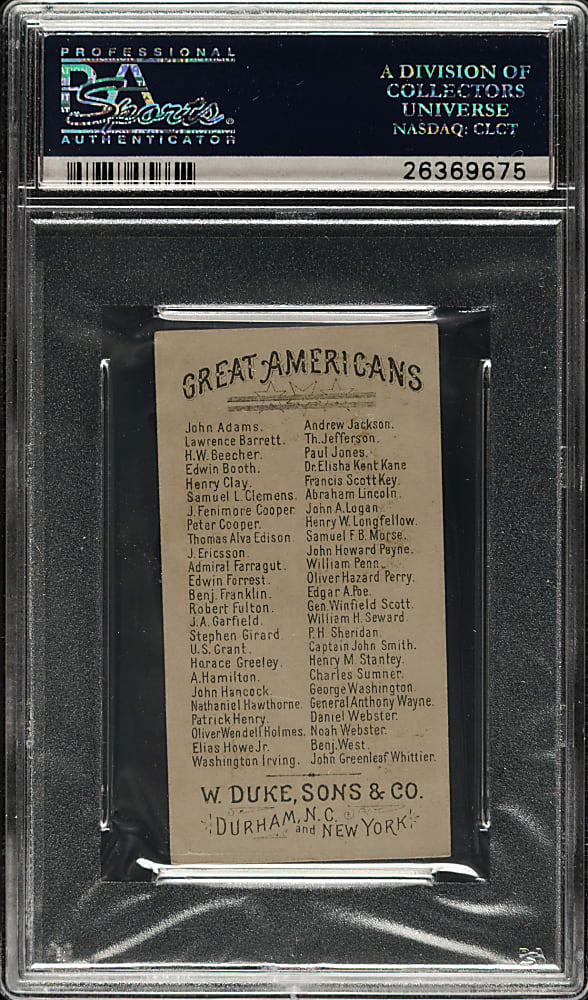 PROFESSIONAL
PSA
Sports
AUTHENTICATOR
A DIVISION OF
COLLECTORS
UNIVERSE
NASDAQ: CLCT
26369675
GREAT AMERICANS
John Adams.
Lawrence Barrett.
H.W. Beecher.
Edwin Booth.
Henry Clay.
Samuel L. Clemens.
J. Fenimore Cooper
Peter Cooper.
Thomas Alva Edison
J. Ericsson.
Admiral Farragut.
Edwin Forrest.
Benj. Franklin.
Robert Fulton.
J.A. Garfield.
Stephen Girard.
U.S. Grant.
Horace Greeley.
A. Hamilton.
John Hancock.
Nathaniel Hawthorne.
Patrick Henry.
Oliver Wendell Holmes.
Elias Howe Jr.
Washington Irving.
Andrew Jackson.
Th. Jefferson.
Paul Jones.
Dr. Elisha Kent Kane
Francis Scott Key.
Abraham Lincoln.
John A. Logan.
Henry W. Longfellow.
Samuel F.B. Morse.
John Howard Payne.
William Penn.
Oliver Hazard Perry.
Edgar A. Poe.
Gen. Winfield Scott.
William H. Seward.
P.H. Sheridan.
Captain John Smith.
Henry M. Stanley.
Charles Sumner.
George Washington.
General Anthony Wayne.
Daniel Webster.
Noah Webster.
Benj. West.
John Greenleaf Whittier.
W. DUKE, SONS & CO.
DURHAM, N.C.
and NEW YORK